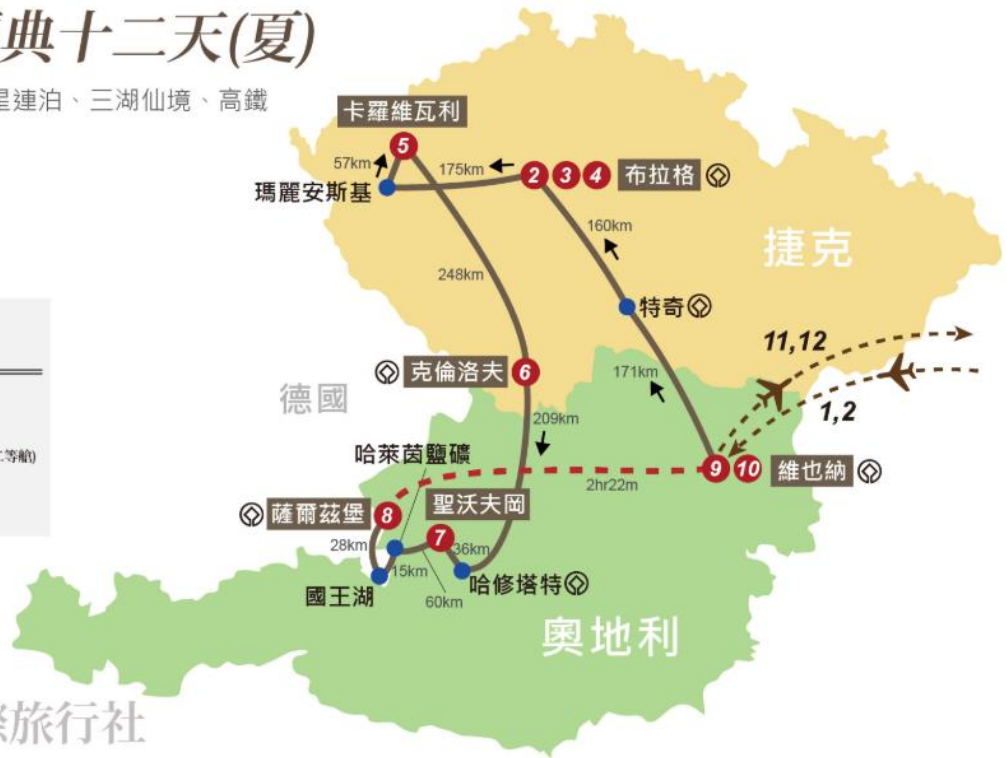 典十二天(夏)
星連泊、三湖仙境、高鐵
卡羅維瓦利
5
57km
175km
2 3 4 布拉格
瑪麗安斯基
160km
捷克
248km
特奇
11,12
克倫洛夫 6
171km
德國
1,2
二等艙)
209km
哈萊茵鹽礦
9 10 維也納
2hr22m
薩爾茲堡 8
聖沃夫岡
7
28km
36km
15km
哈修塔特
國王湖
60km
奧地利
際旅行社